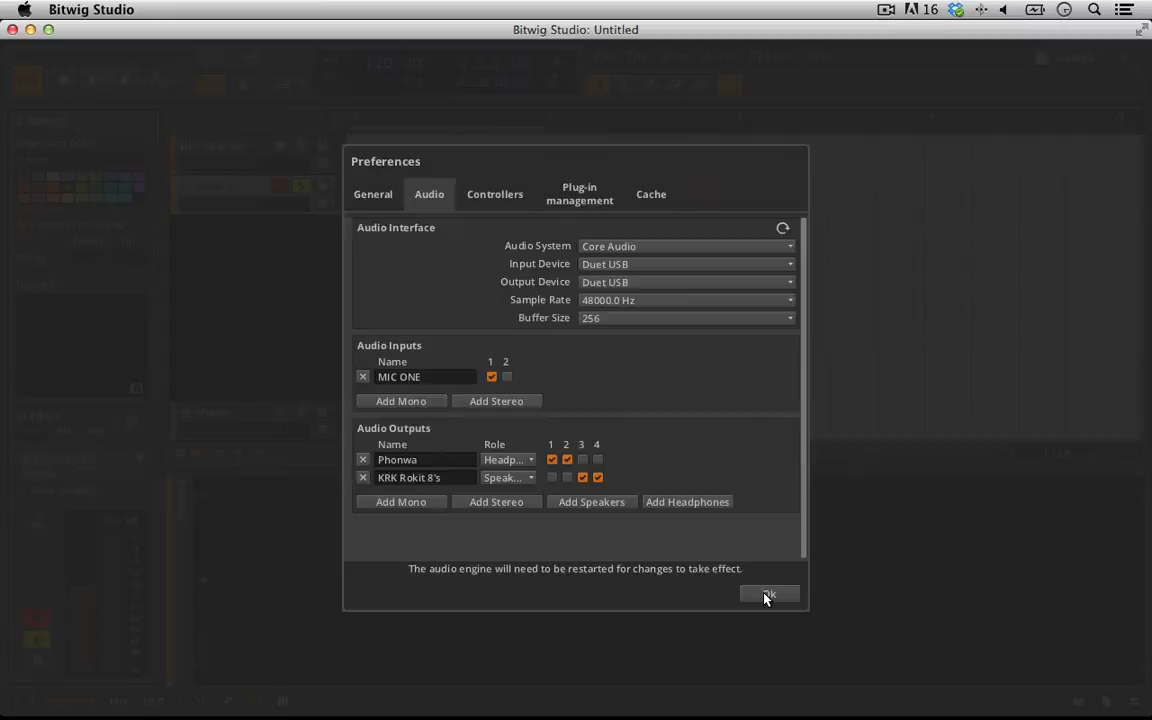 Bitwig Studio
16
Bitwig Studio: Untitled
Preferences
General
Audio
Controllers
Plug-in
management
Cache
Audio Interface
Audio System Core Audio
Input Device Duet USB
Output Device Duet USB
Sample Rate 48000.0 Hz
Buffer Size 256
Audio Inputs
Name 1 2
MIC ONE
Add Mono Add Stereo
Audio Outputs
Name Role 1 2 3 4
Phonwa Headp...
KRK Rokit 8's Speak...
Add Mono Add Stereo Add Speakers Add Headphones
The audio engine will need to be restarted for changes to take effect.
Ok